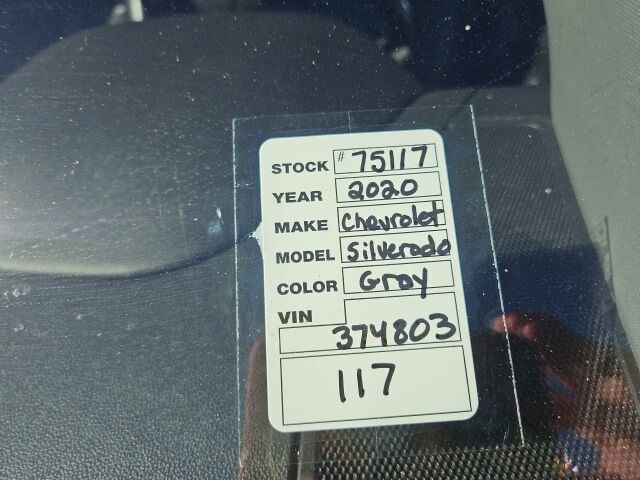 STOCK # 75117
YEAR 2020
MAKE Chevrolet
MODEL Silverado
COLOR Gray
VIN
374803
117